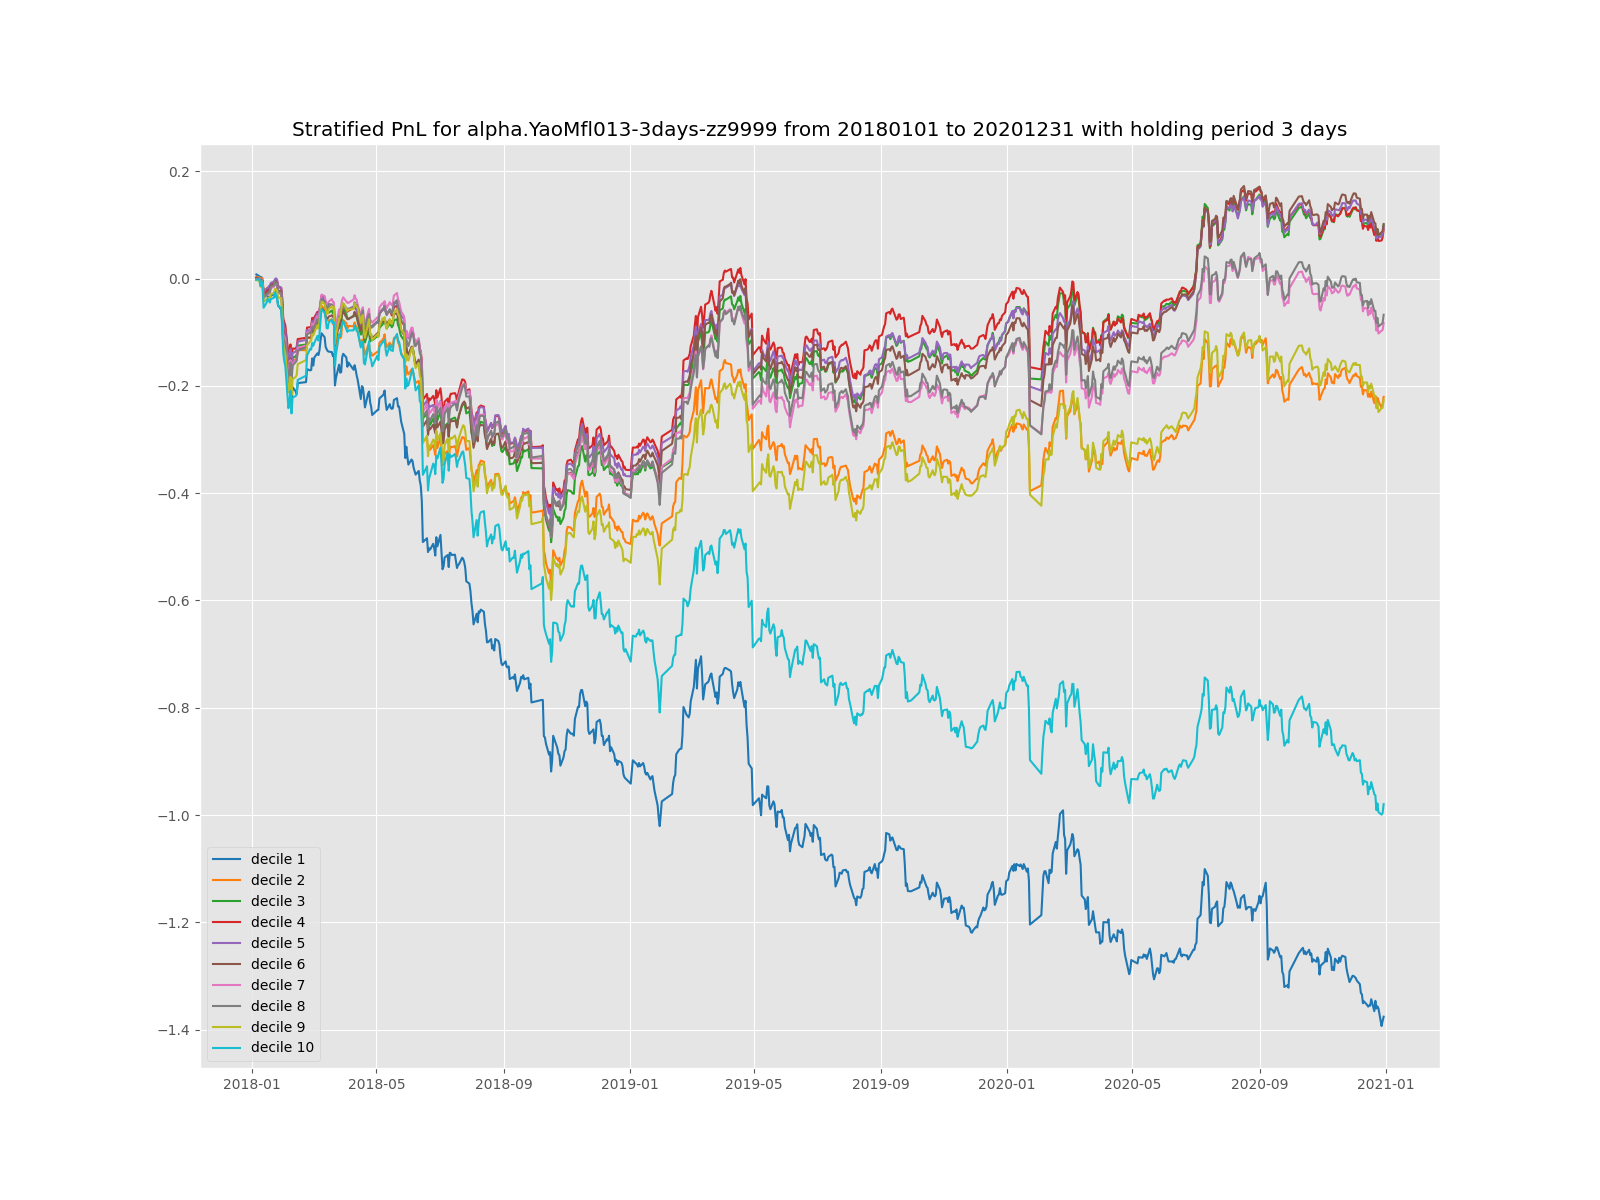 Stratified PnL for alpha.YaoMfl013-3days-zz9999 from 20180101 to 20201231 with holding period 3 days
0.2
0.0
−0.2
−0.4
−0.6
−0.8
−1.0
−1.2
−1.4
decile 1
decile 2
decile 3
decile 4
decile 5
decile 6
decile 7
decile 8
decile 9
decile 10
2018-01 2018-05 2018-09 2019-01 2019-05 2019-09 2020-01 2020-05 2020-09 2021-01